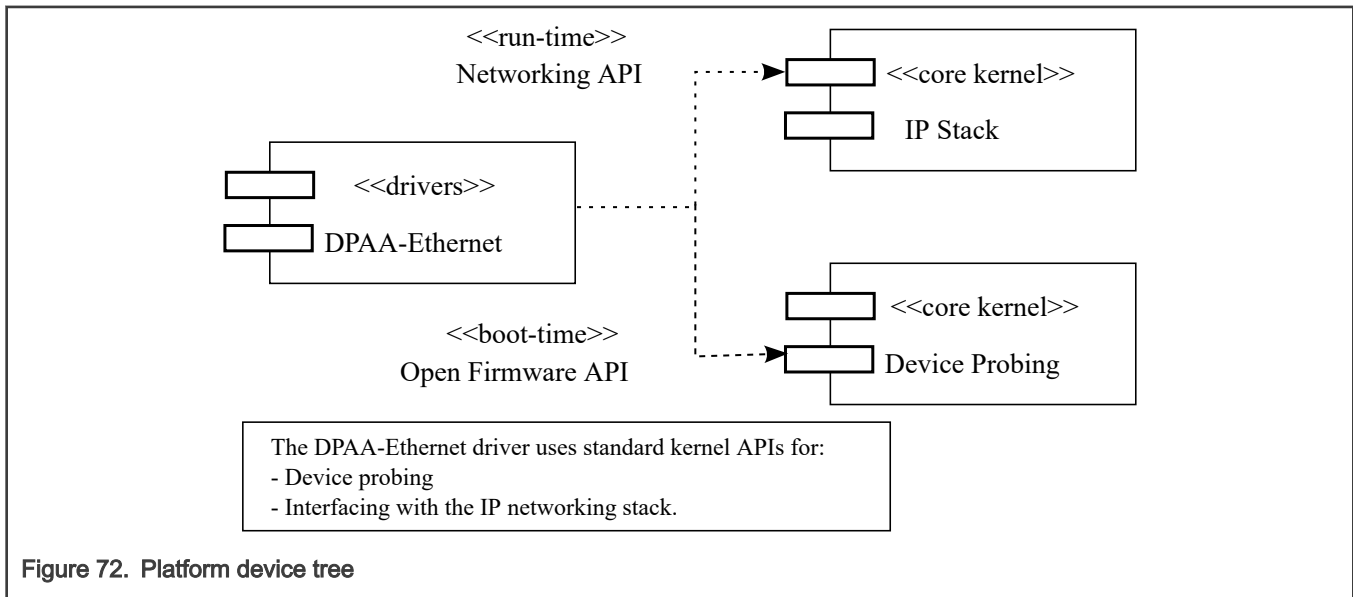 <<run-time>>
Networking API
<<core kernel>>
IP Stack
<<drivers>>
DPAA-Ethernet
<<core kernel>>
Device Probing
<<boot-time>>
Open Firmware API
The DPAA-Ethernet driver uses standard kernel APIs for:
- Device probing
- Interfacing with the IP networking stack.
Figure 72. Platform device tree